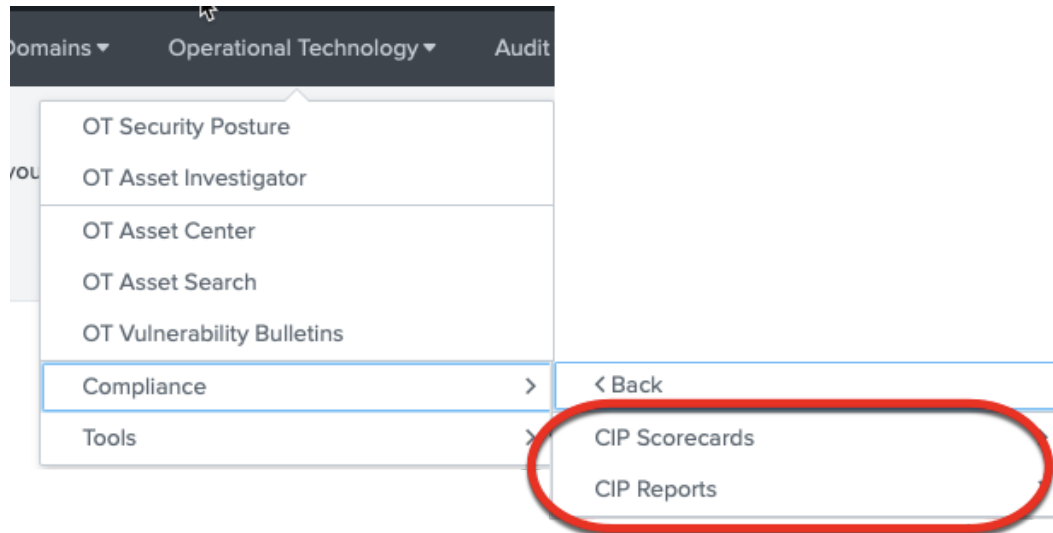 Domains Operational Technology Audit
OT Security Posture
you
OT Asset Investigator
OT Asset Center
OT Asset Search
OT Vulnerability Bulletins
Compliance
< Back
Tools
CIP Scorecards
CIP Reports